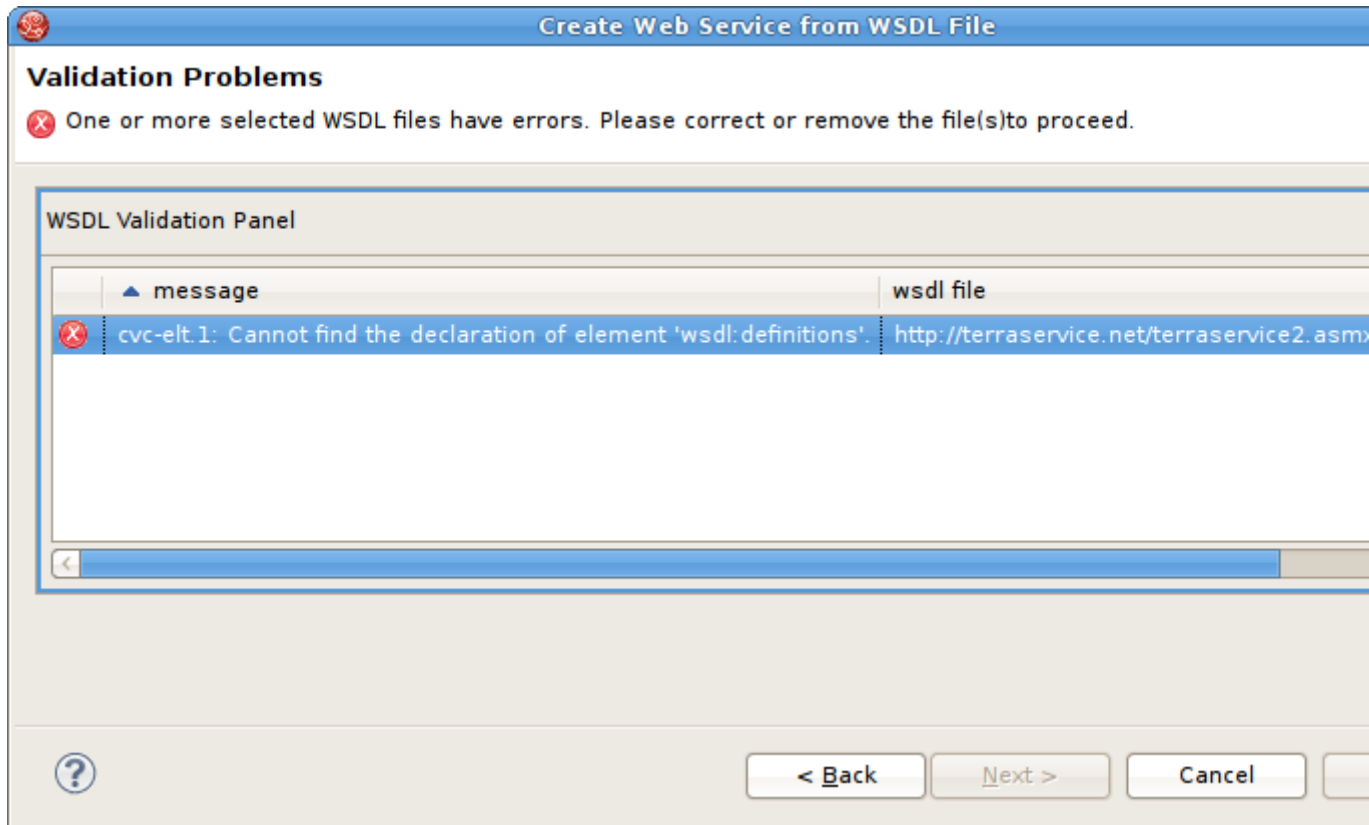 Create Web Service from WSDL File
Validation Problems
One or more selected WSDL files have errors. Please correct or remove the file(s)to proceed.
WSDL Validation Panel
message wsdl file
cvc-elt.1: Cannot find the declaration of element 'wsdl:definitions'. http://terraservice.net/terraservice2.asmx
?
< Back Next > Cancel